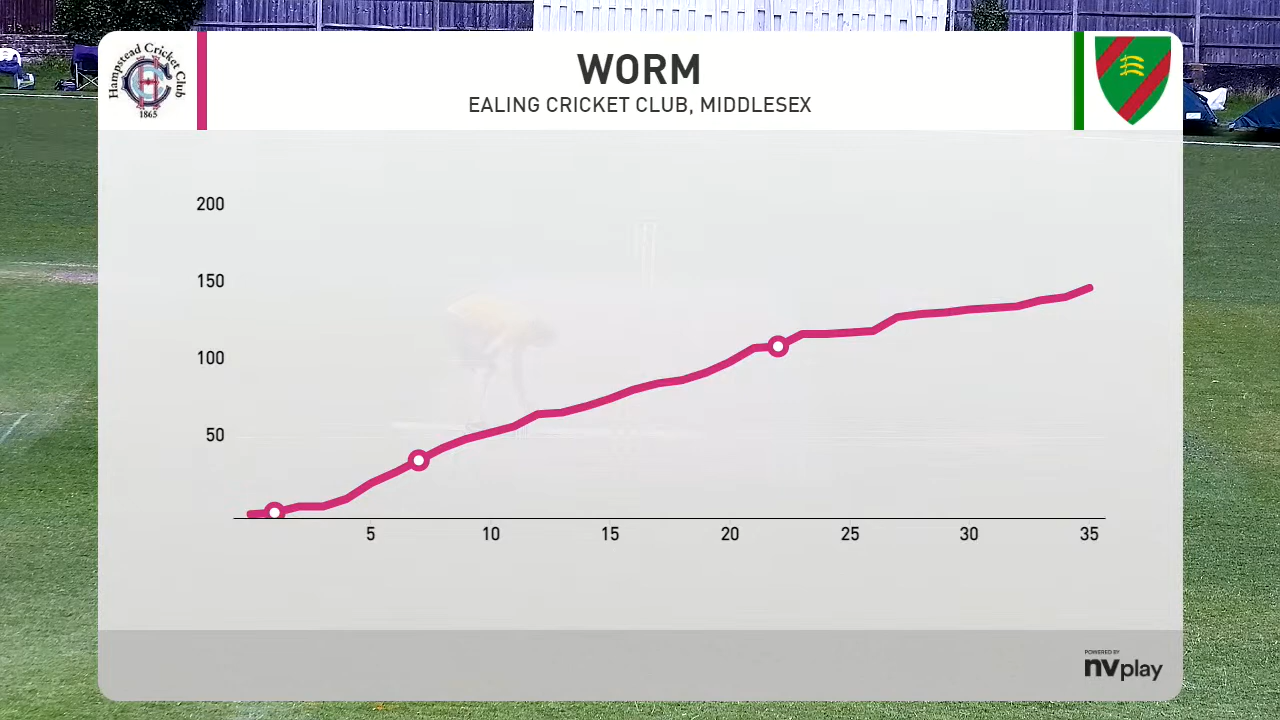 Hampstead Cricket Club
1865
WORM
EALING CRICKET CLUB, MIDDLESEX
200
150
100
50
5 10 15 20 25 30 35
POWERED BY
nvplay